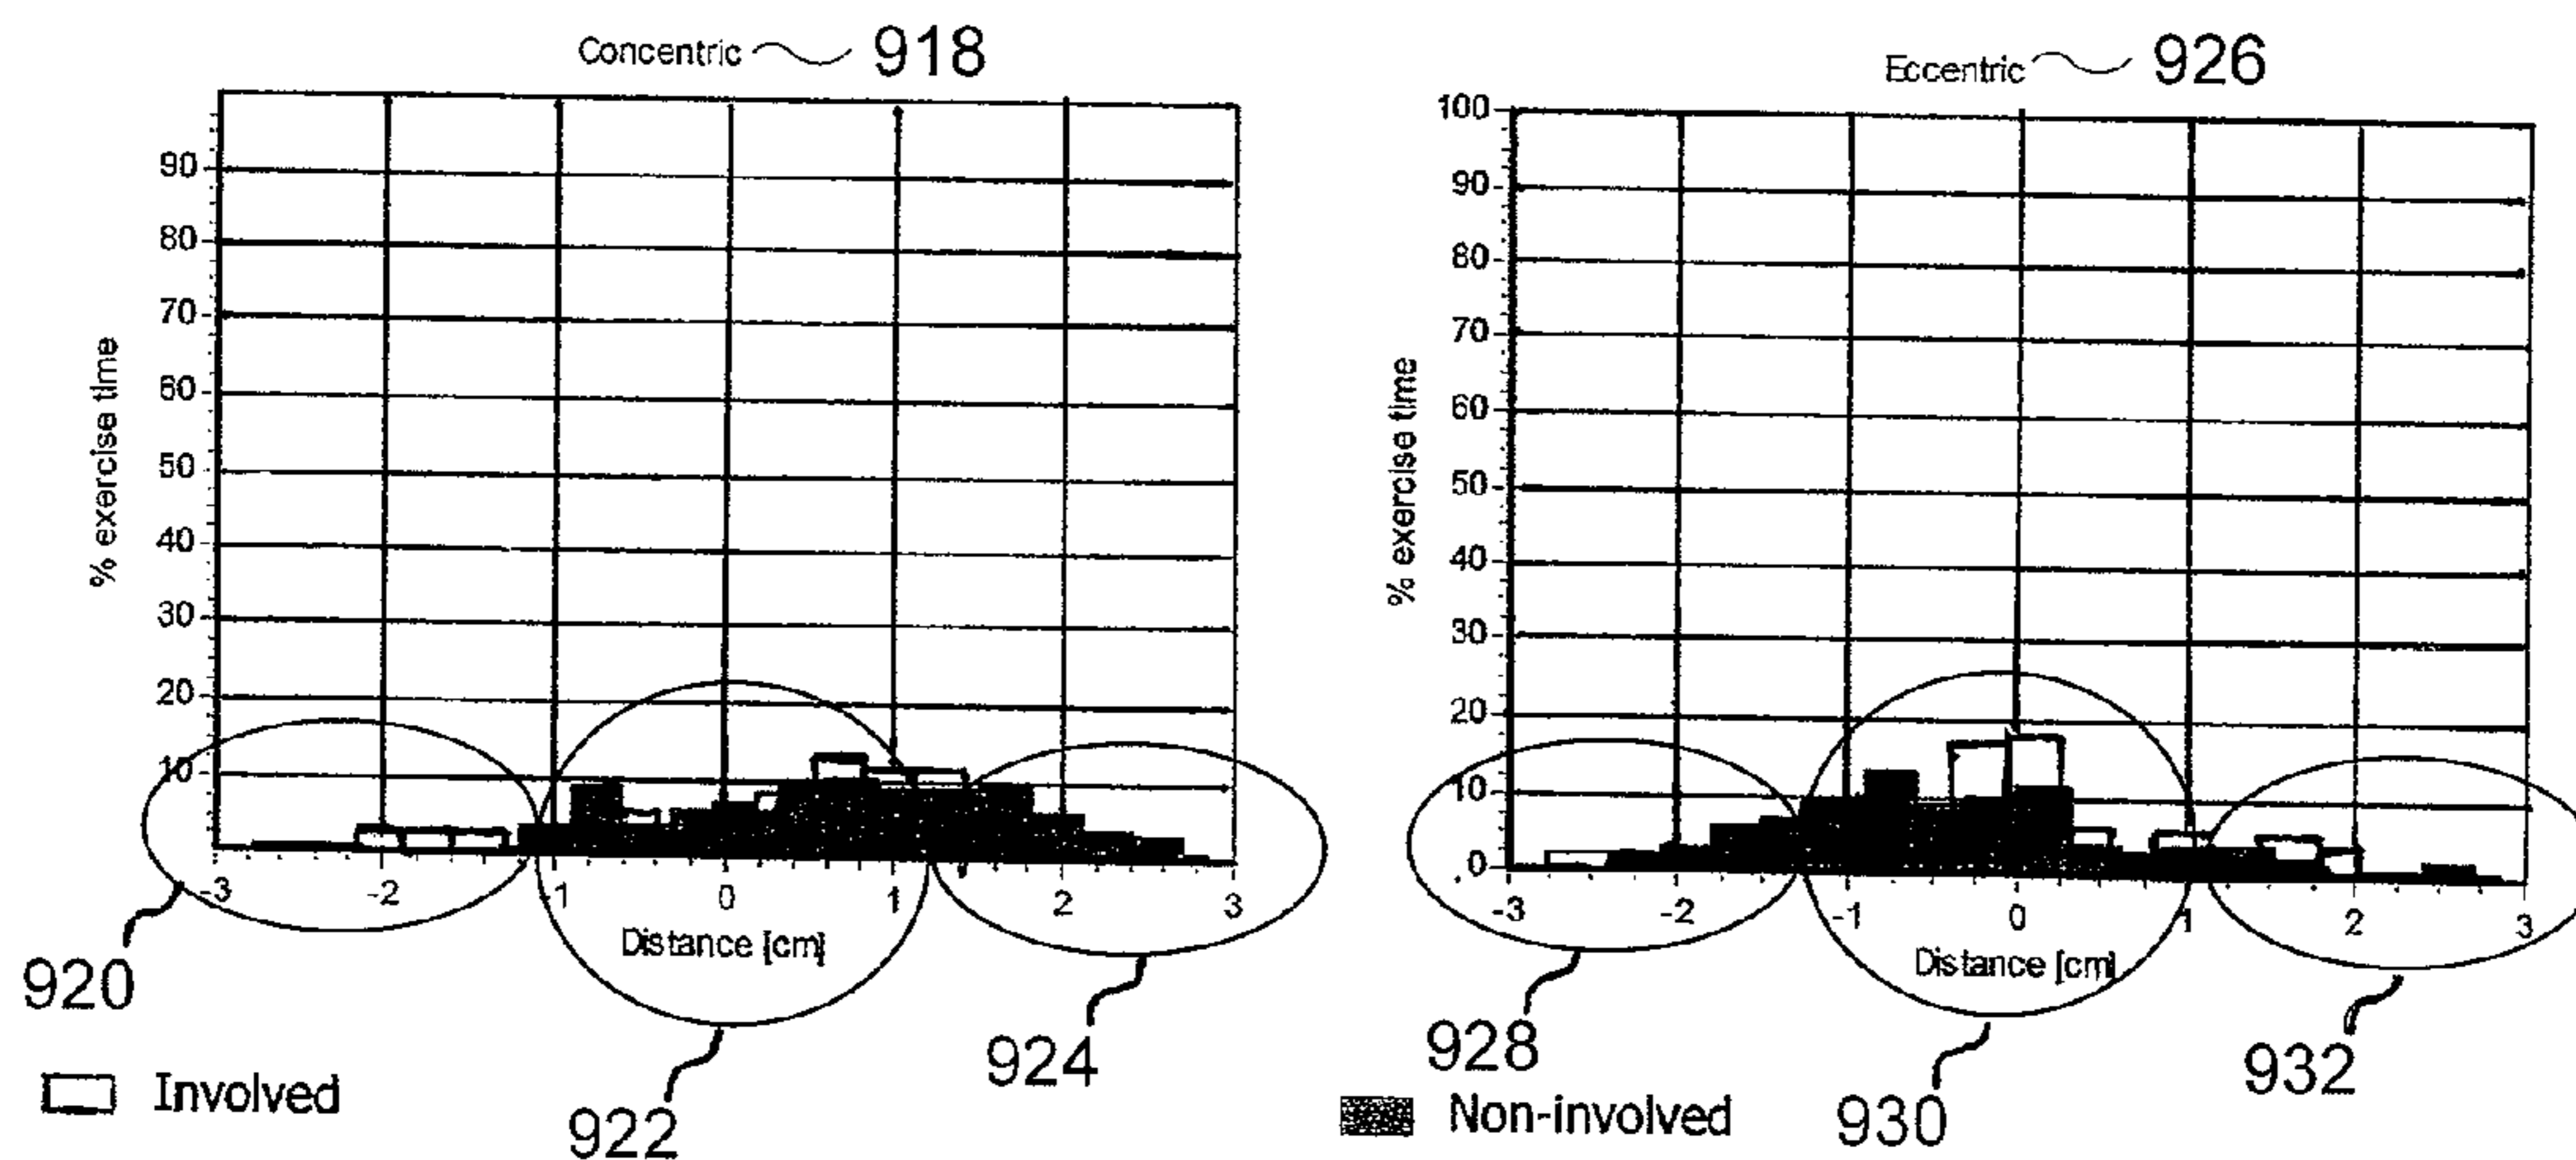 Concentric 918
90
80
70
60
50
40
30
20
10
% exercise time
-3 -2 -1 0 1 2 3
Distance [cm]
920
922
924
Involved
Eccentric 926
100
90
80
70
60
50
40
30
20
10
0
% exercise time
-3 -2 -1 0 1 2 3
Distance [cm]
928
930
932
Non-involved